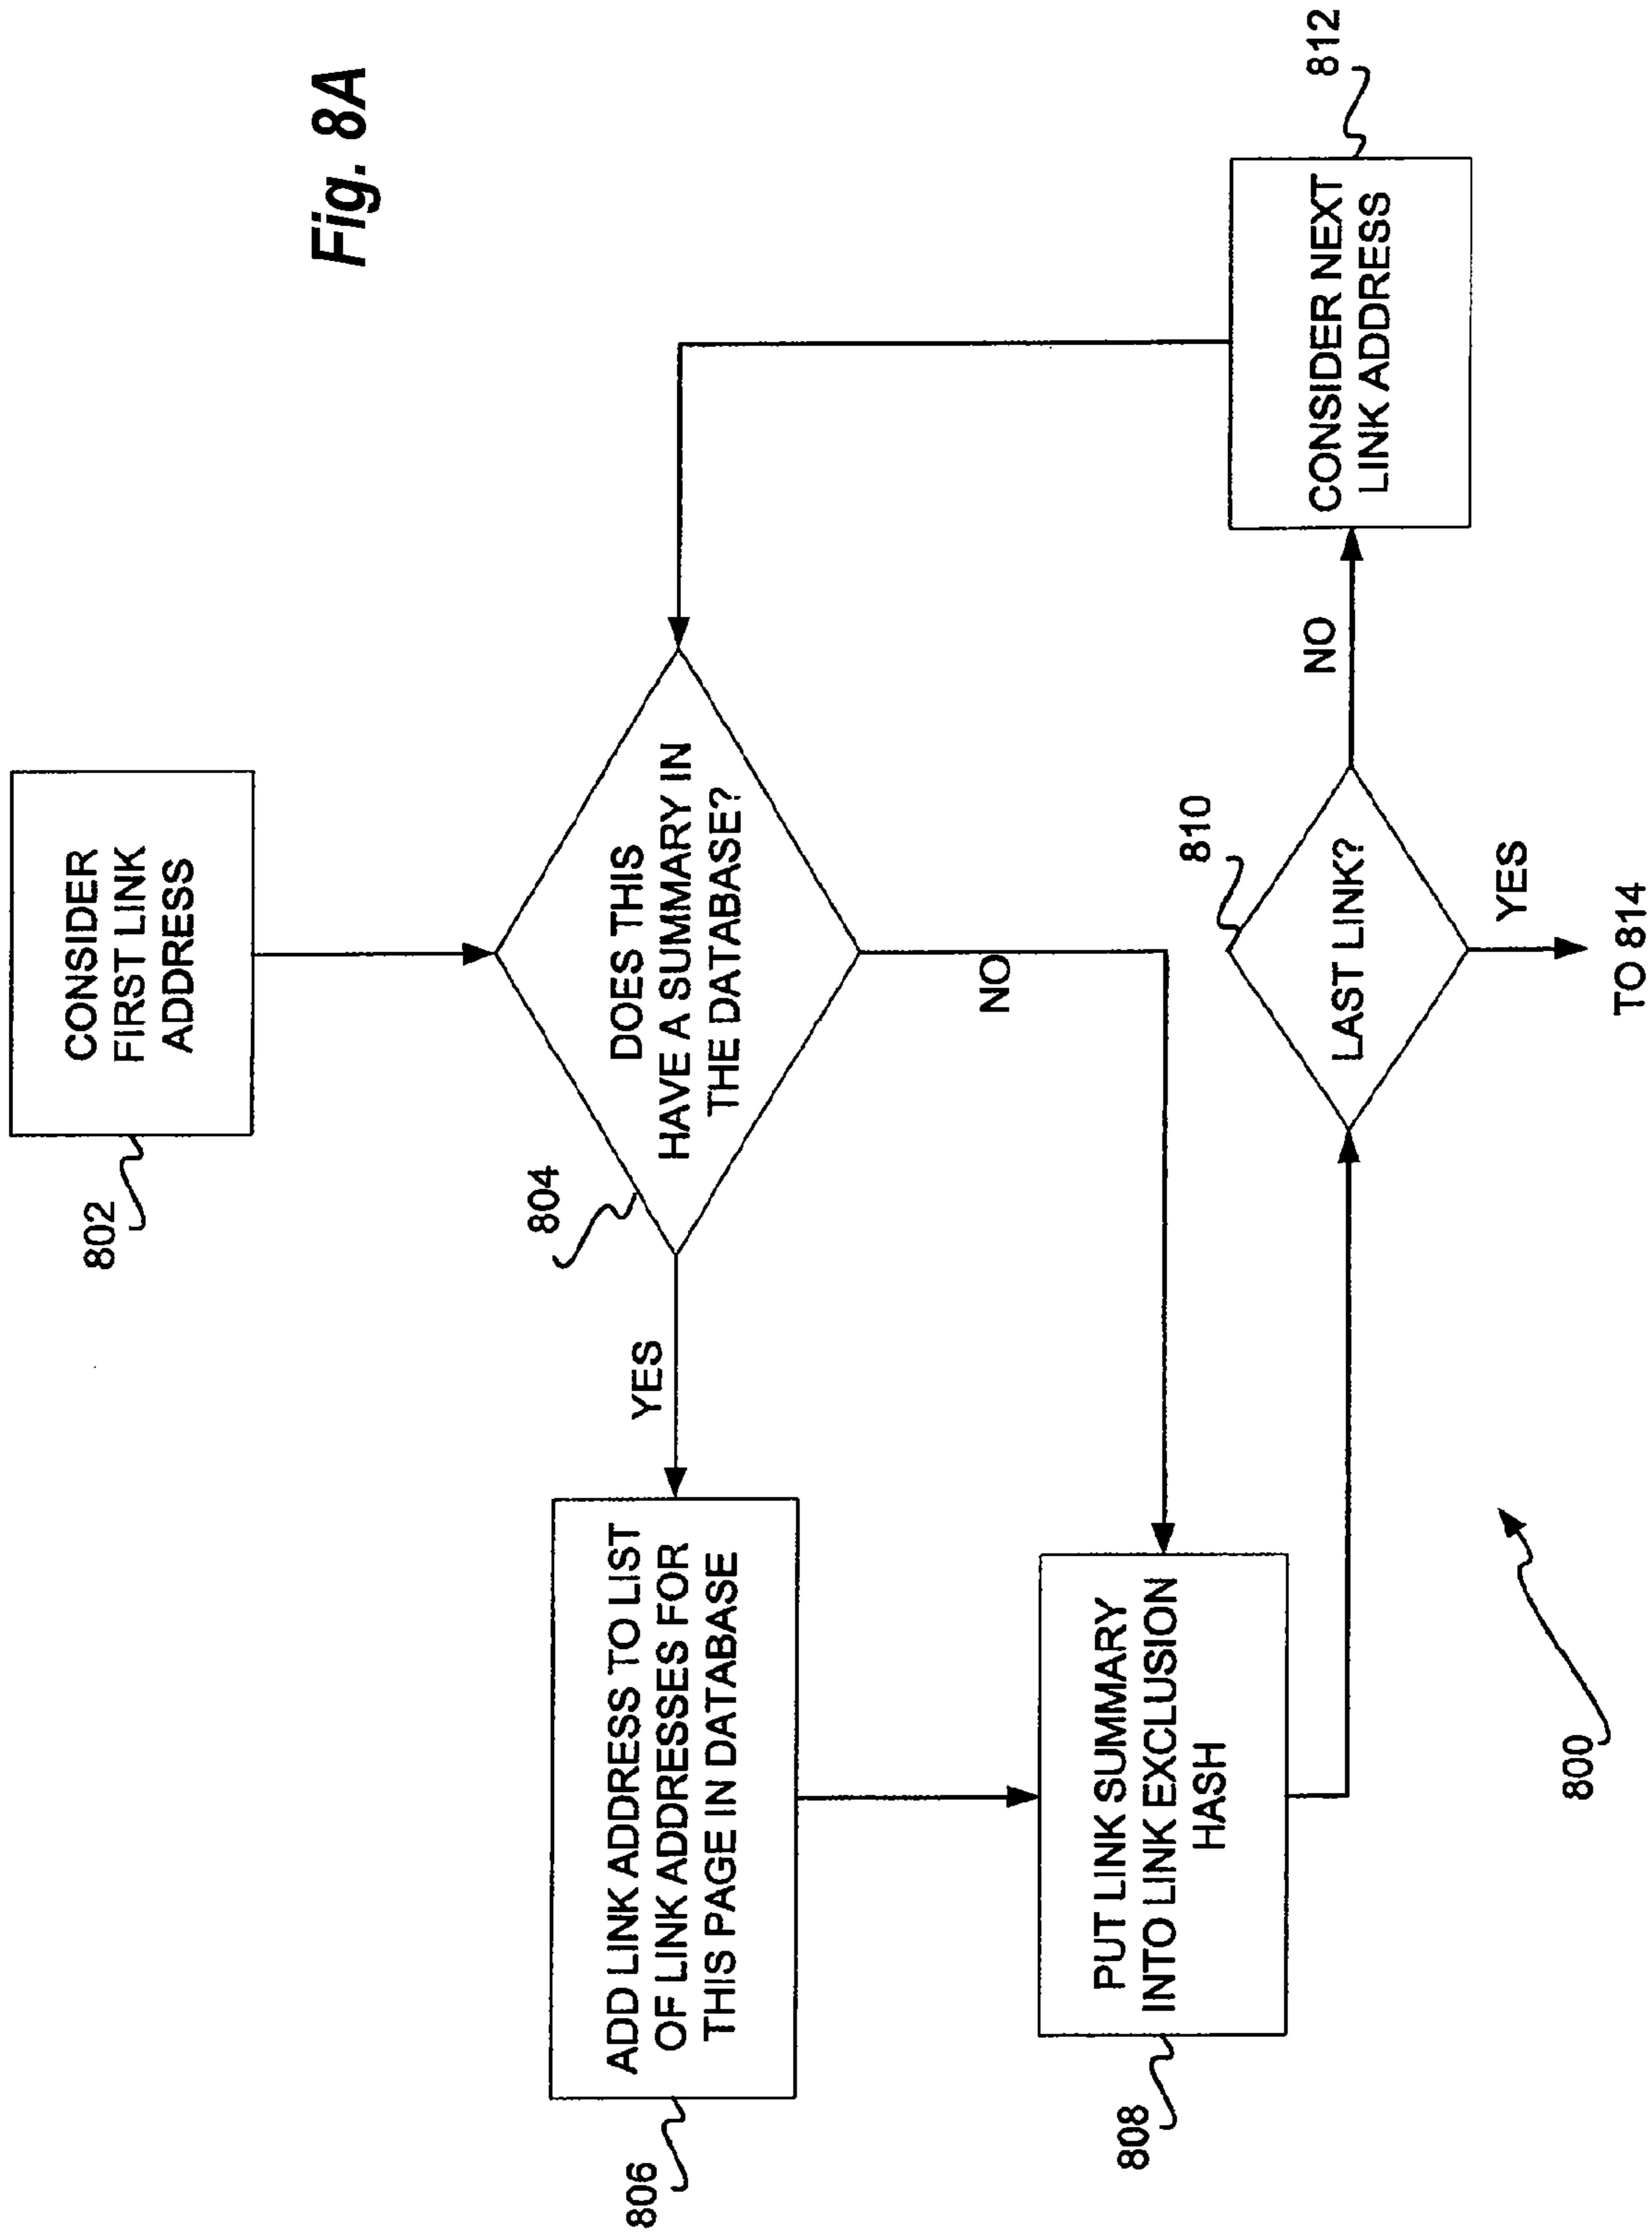 Fig. 8A
802
CONSIDER
FIRST LINK
ADDRESS
804
DOES THIS
HAVE A SUMMARY IN
THE DATABASE?
YES
NO
806
ADD LINK ADDRESS TO LIST
OF LINK ADDRESSES FOR
THIS PAGE IN DATABASE
808
PUT LINK SUMMARY
INTO LINK EXCLUSION
HASH
810
LAST LINK?
NO
YES
TO 814
812
CONSIDER NEXT
LINK ADDRESS
800